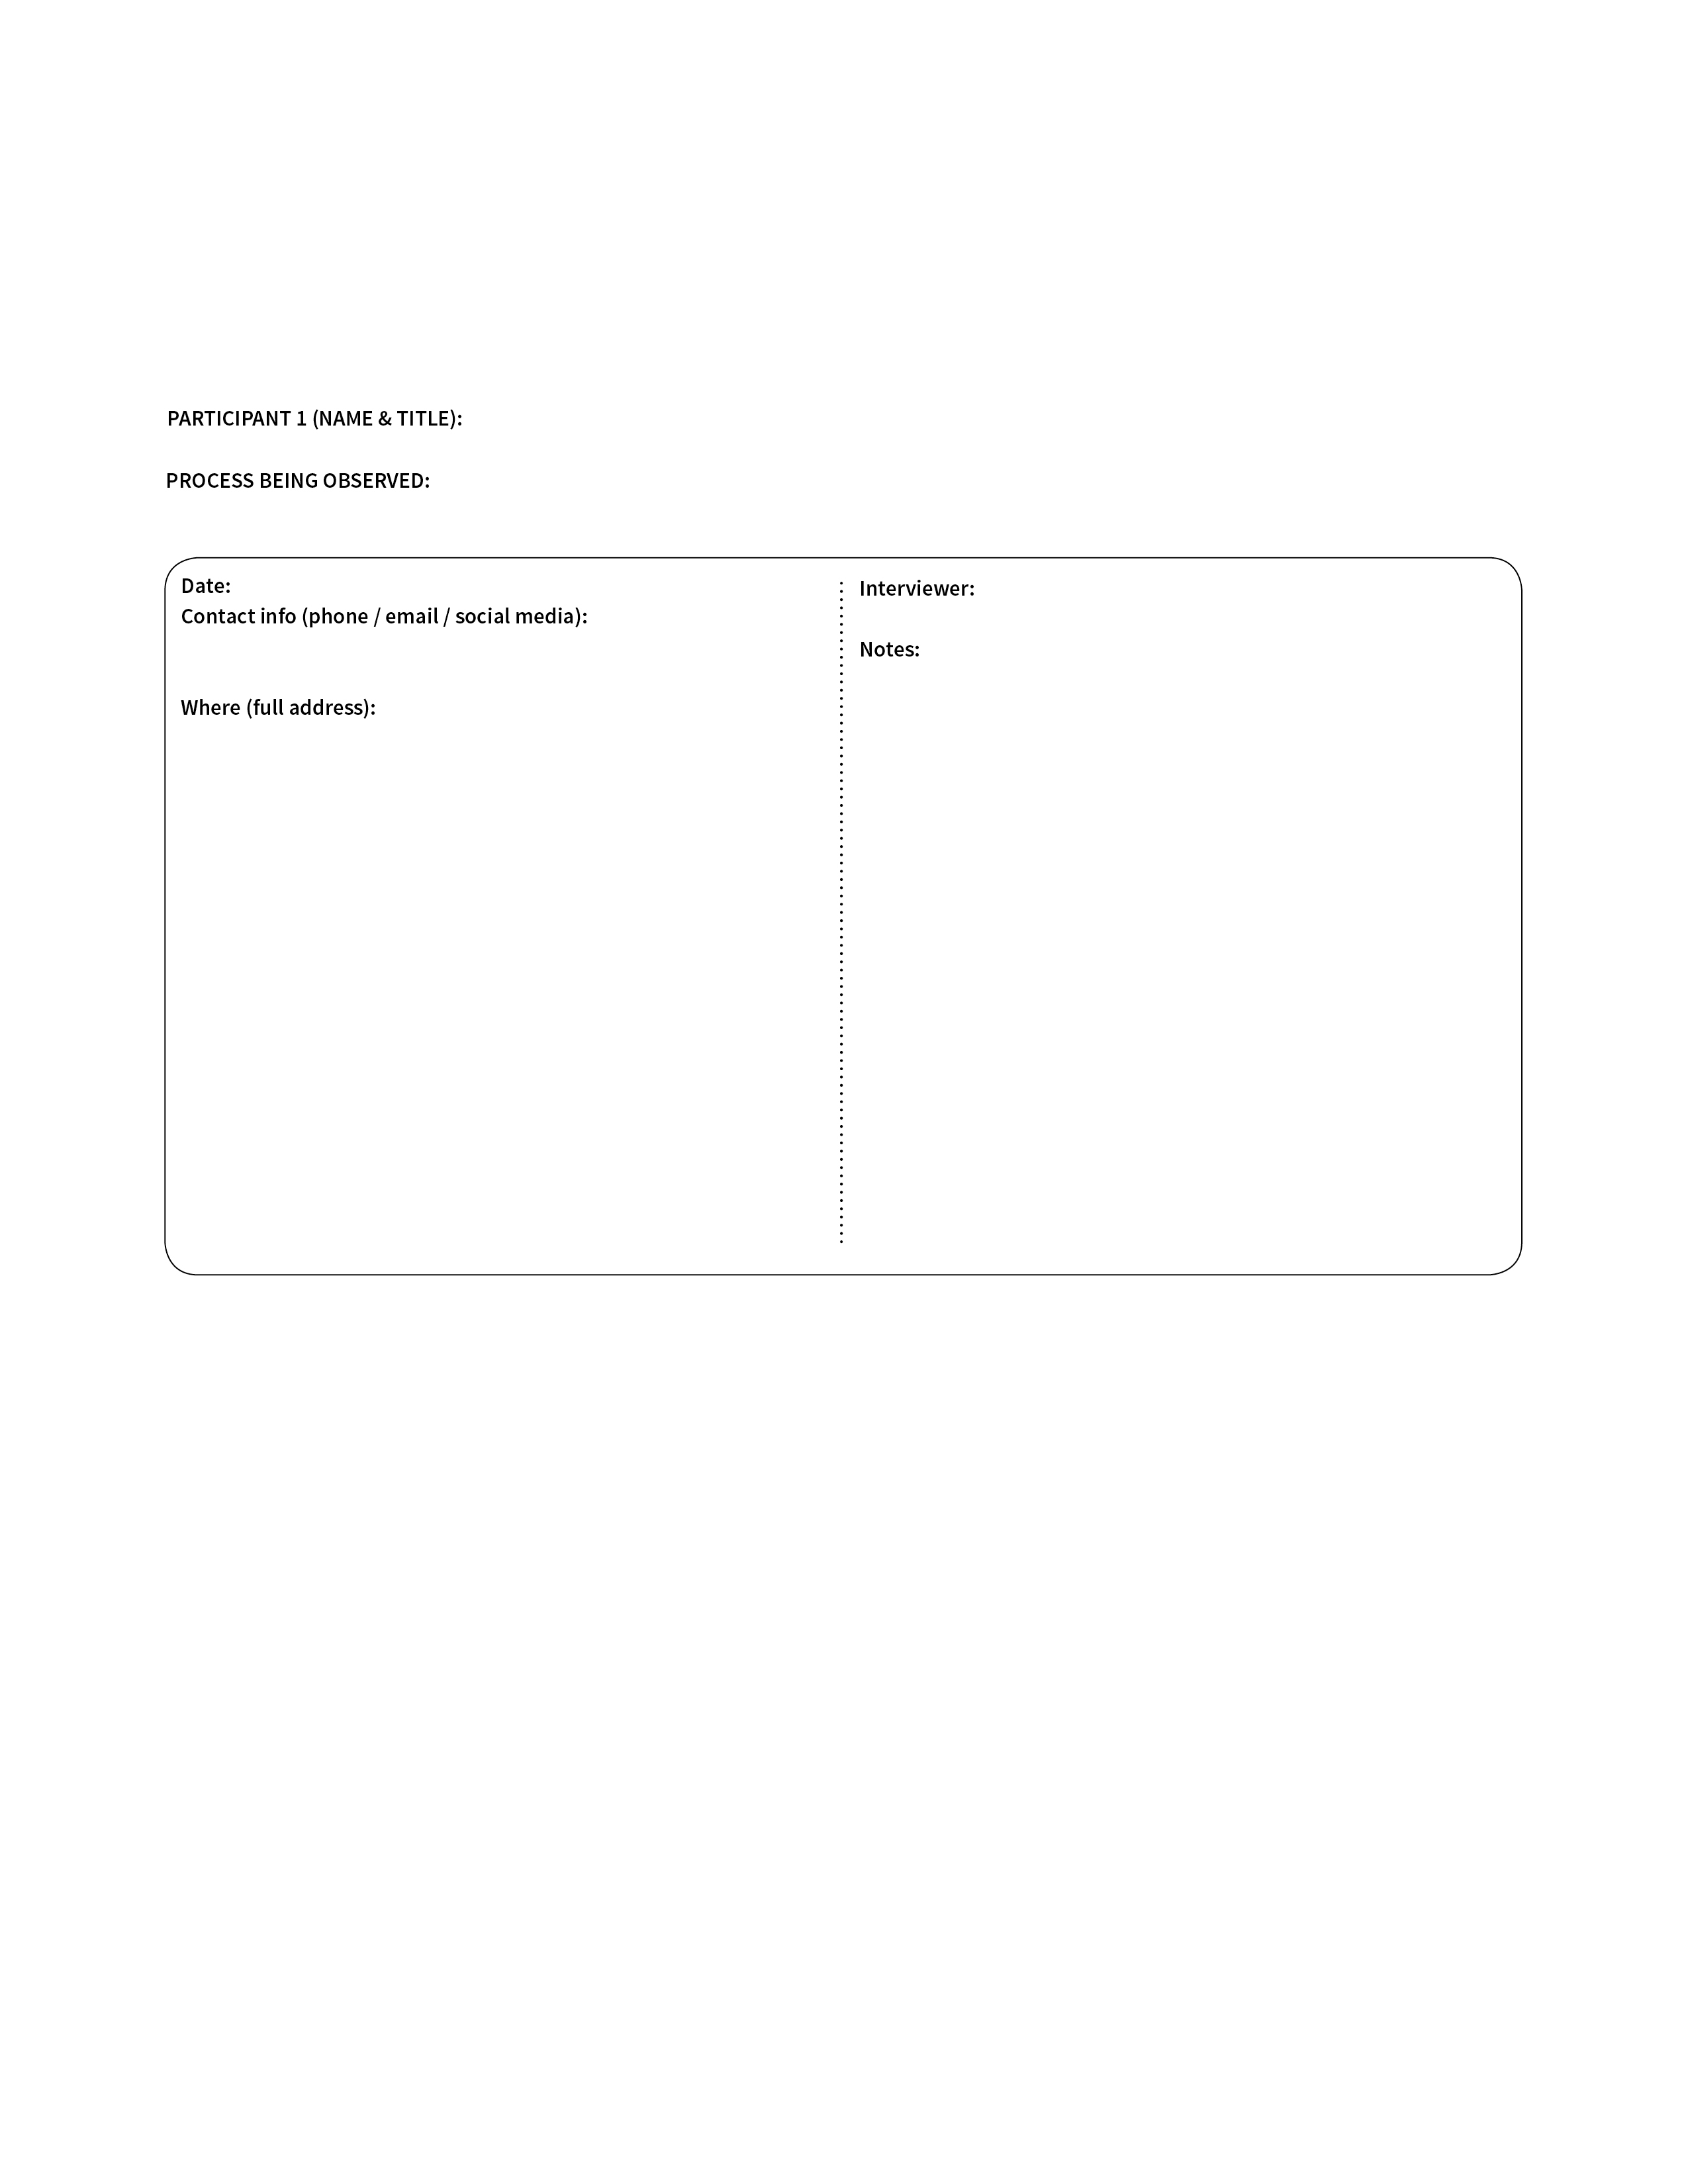 PARTICIPANT 1 (NAME & TITLE):
PROCESS BEING OBSERVED:
Date:
Contact info (phone / email / social media):
Where (full address):
Interviewer:
Notes: